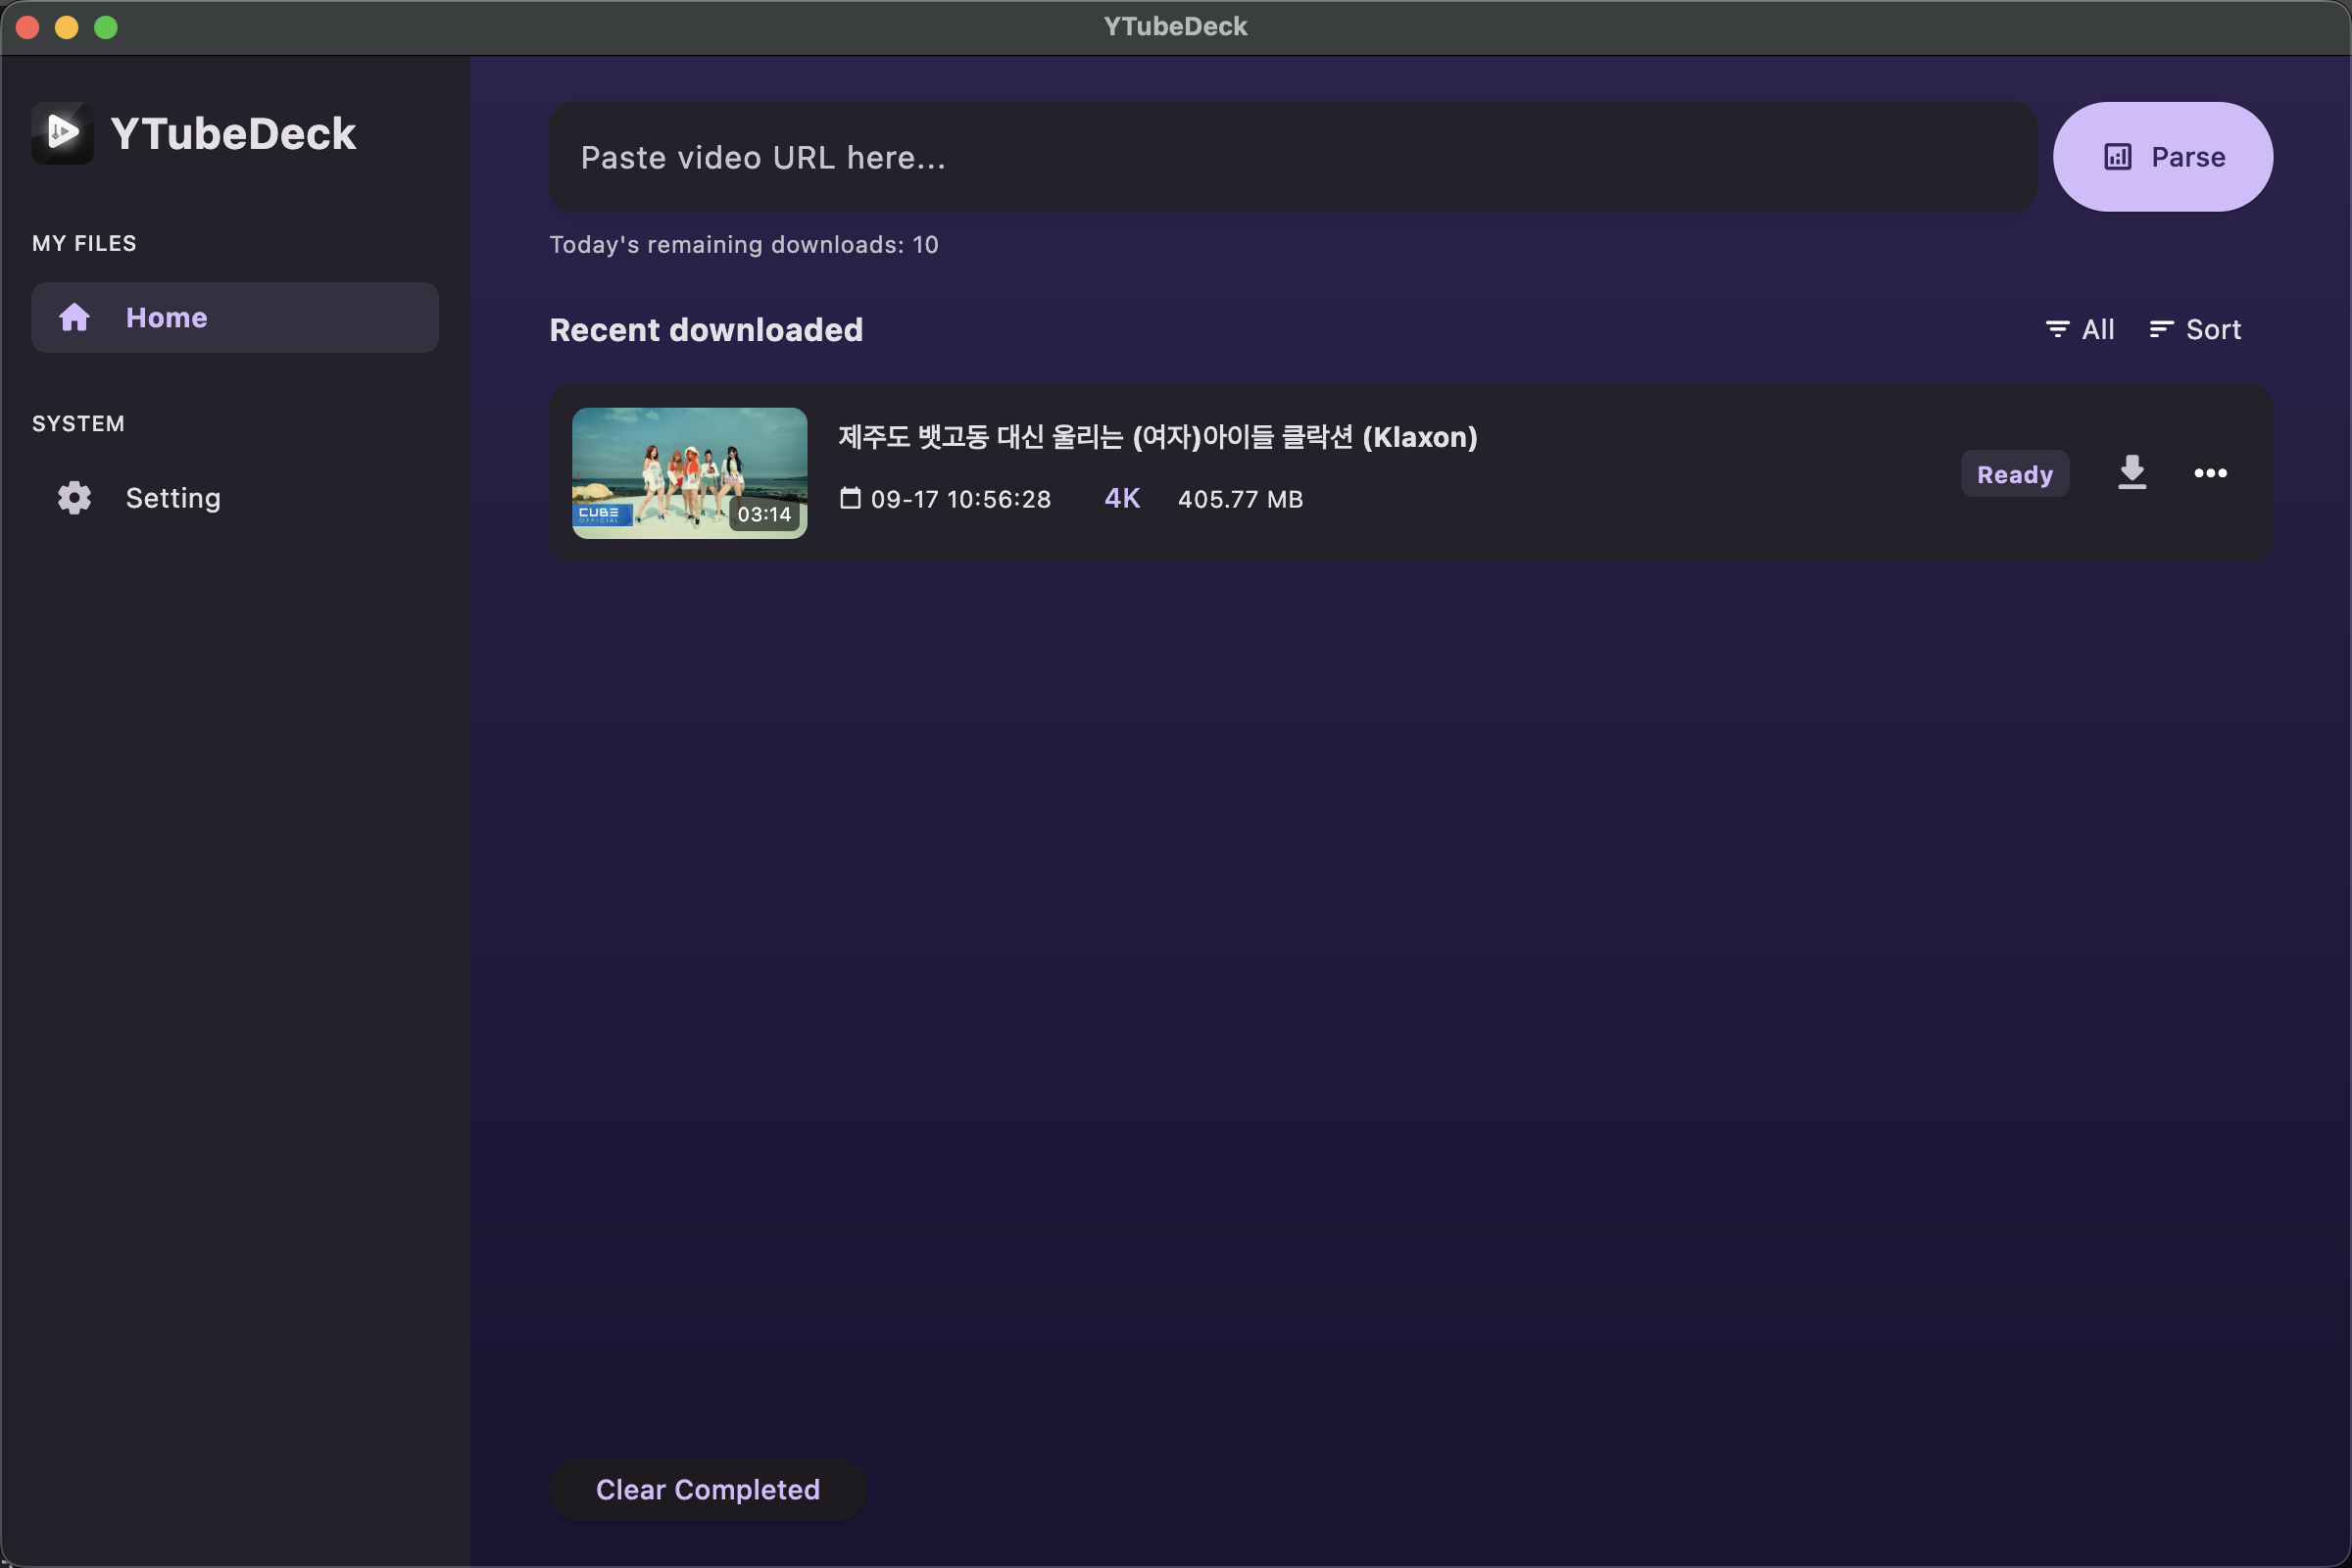 YTubeDeck
YTubeDeck
MY FILES
Home
SYSTEM
Setting
Paste video URL here...
Parse
Today's remaining downloads: 10
Recent downloaded
All
Sort
제주도 뱃고동 대신 울리는 (여자)아이들 클락션 (Klaxon)
CUBE
OFFICIAL
03:14
09-17 10:56:28
4K
405.77 MB
Ready
Clear Completed